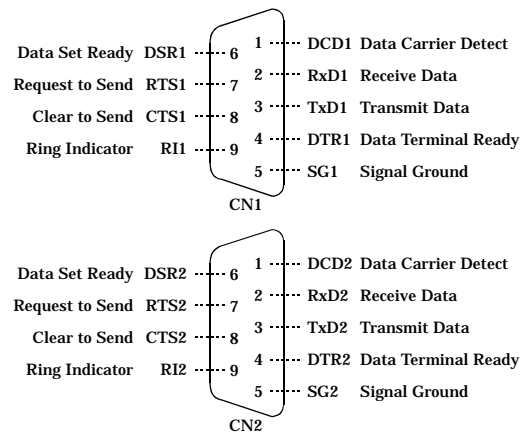 1 DCD1 Data Carrier Detect
Data Set Ready DSR1 6
2 RxD1 Receive Data
Request to Send RTS1 7
3 TxD1 Transmit Data
Clear to Send CTS1 8
4 DTR1 Data Terminal Ready
Ring Indicator RI1 9
5 SG1 Signal Ground
CN1
1 DCD2 Data Carrier Detect
Data Set Ready DSR2 6
2 RxD2 Receive Data
Request to Send RTS2 7
3 TxD2 Transmit Data
Clear to Send CTS2 8
4 DTR2 Data Terminal Ready
Ring Indicator RI2 9
5 SG2 Signal Ground
CN2